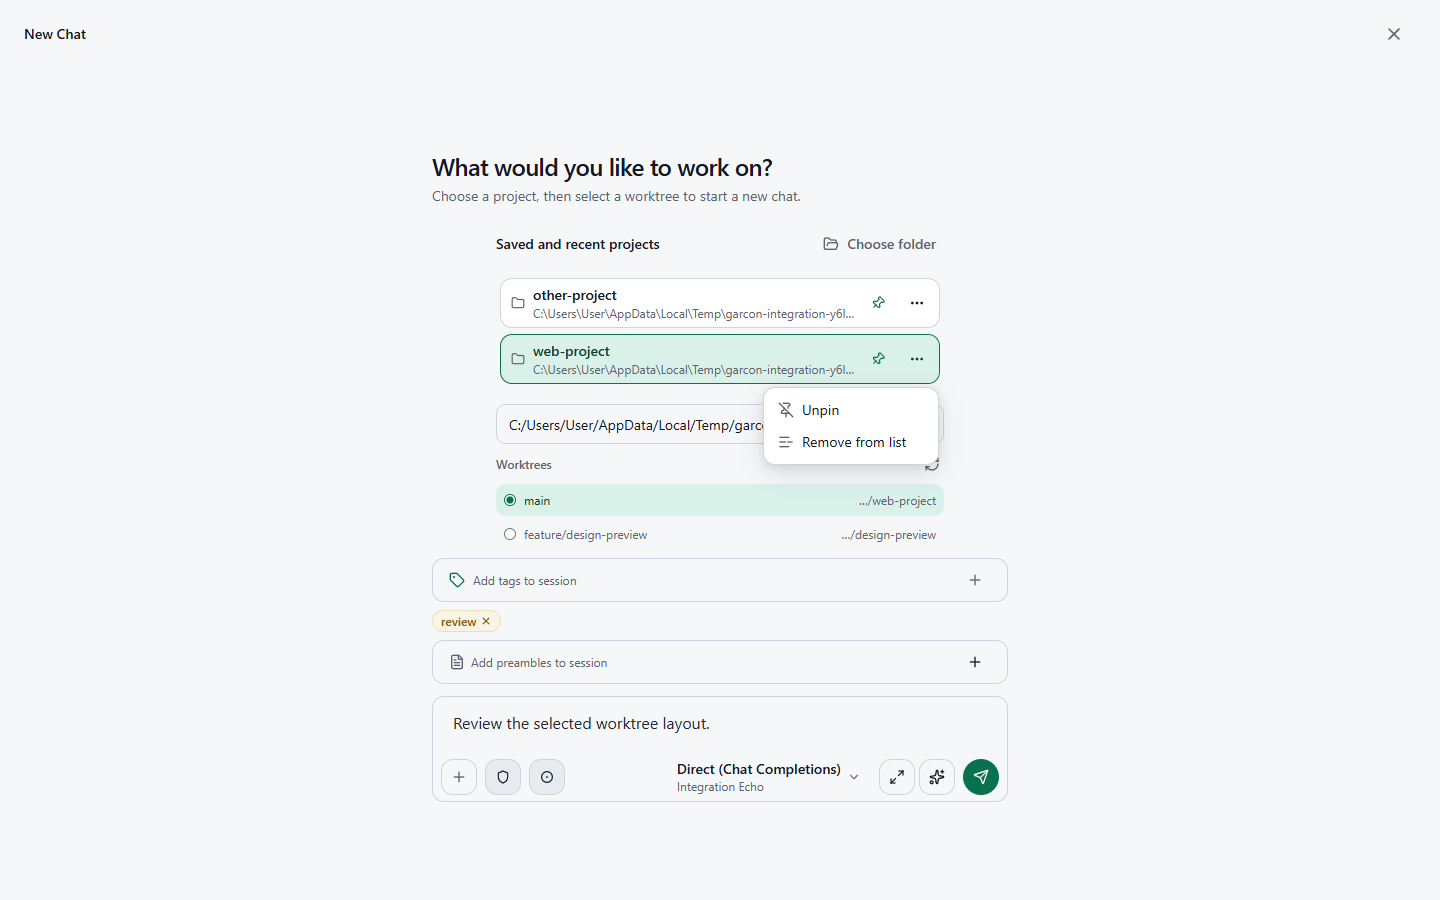 New Chat
What would you like to work on?
Choose a project, then select a worktree to start a new chat.
Saved and recent projects
Choose folder
other-project
C:\Users\User\AppData\Local\Temp\garcon-integration-y6l...
web-project
C:\Users\User\AppData\Local\Temp\garcon-integration-y6l...
Unpin
Remove from list
C:/Users/User/AppData/Local/Temp/garc
Worktrees
main
.../web-project
feature/design-preview
.../design-preview
Add tags to session
review
Add preambles to session
Review the selected worktree layout.
Direct (Chat Completions)
Integration Echo